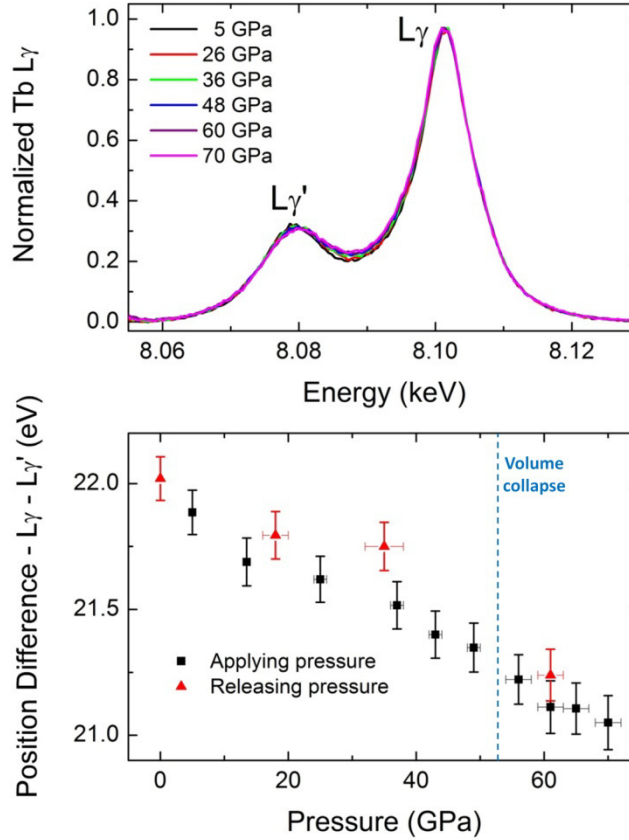 5 GPa
26 GPa
36 GPa
48 GPa
60 GPa
70 GPa
Lγ
Lγ'
Normalized Tb Lγ
1.0
0.8
0.6
0.4
0.2
0.0
8.06
8.08
8.10
8.12
Energy (keV)
Position Difference - Lγ - Lγ' (eV)
22.0
21.5
21.0
Volume
collapse
Applying pressure
Releasing pressure
0
20
40
60
Pressure (GPa)